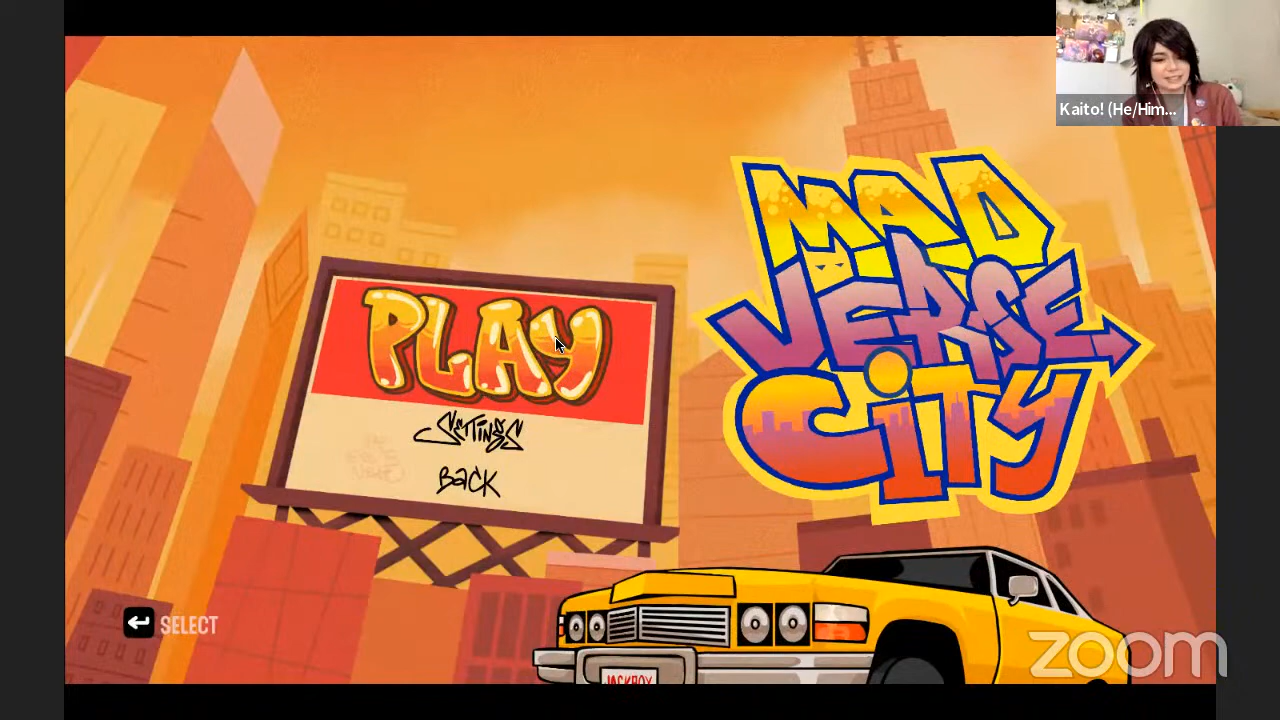 Kaito! (He/Him...
MAD
VERSE
CITY
PLAY
SETTINGS
BACK
SELECT
JACKBOX
zoom